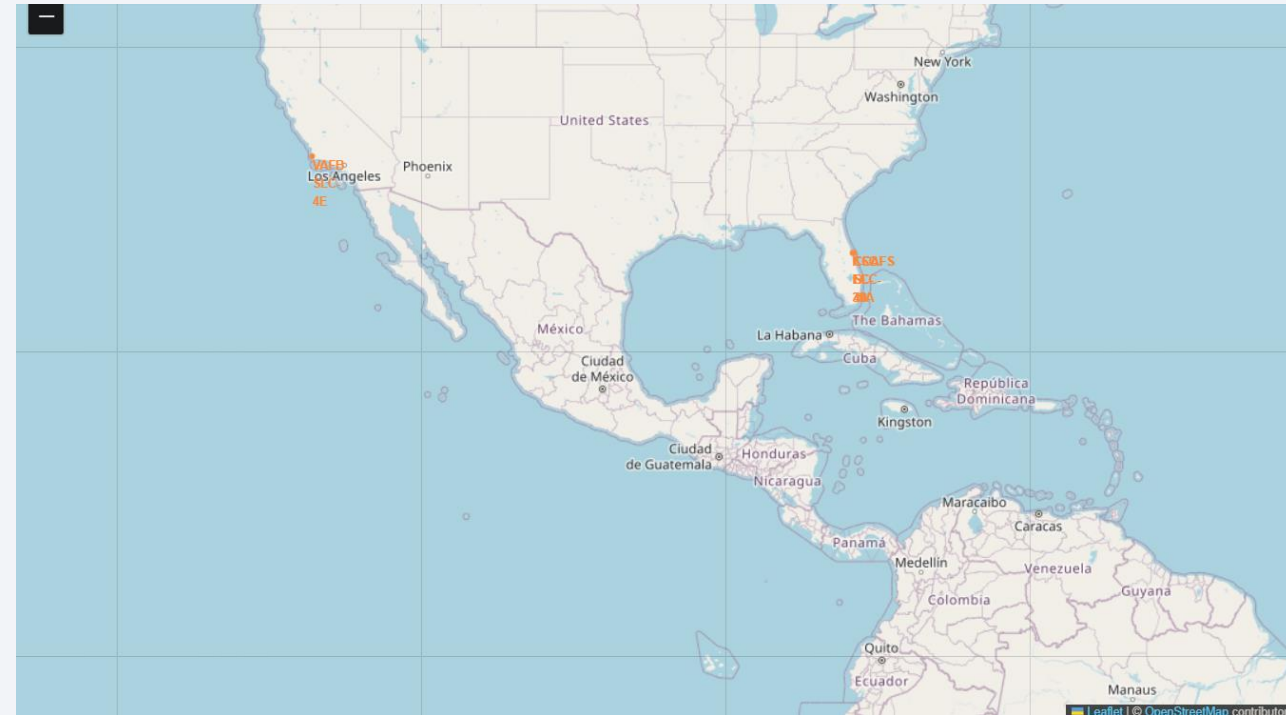 −
New York
Washington
United States
Phoenix
VAFB
Los Angeles
SLC-
4E
The Bahamas
La Habana
México
Cuba
Ciudad
de México
República
Dominicana
Kingston
Ciudad
de Guatemala
Honduras
Nicaragua
Maracaibo
Caracas
Panamá
Medellín
Venezuela
Guyana
Colombia
Quito
Ecuador
Manaus
Leaflet | © OpenStreetMap contributo